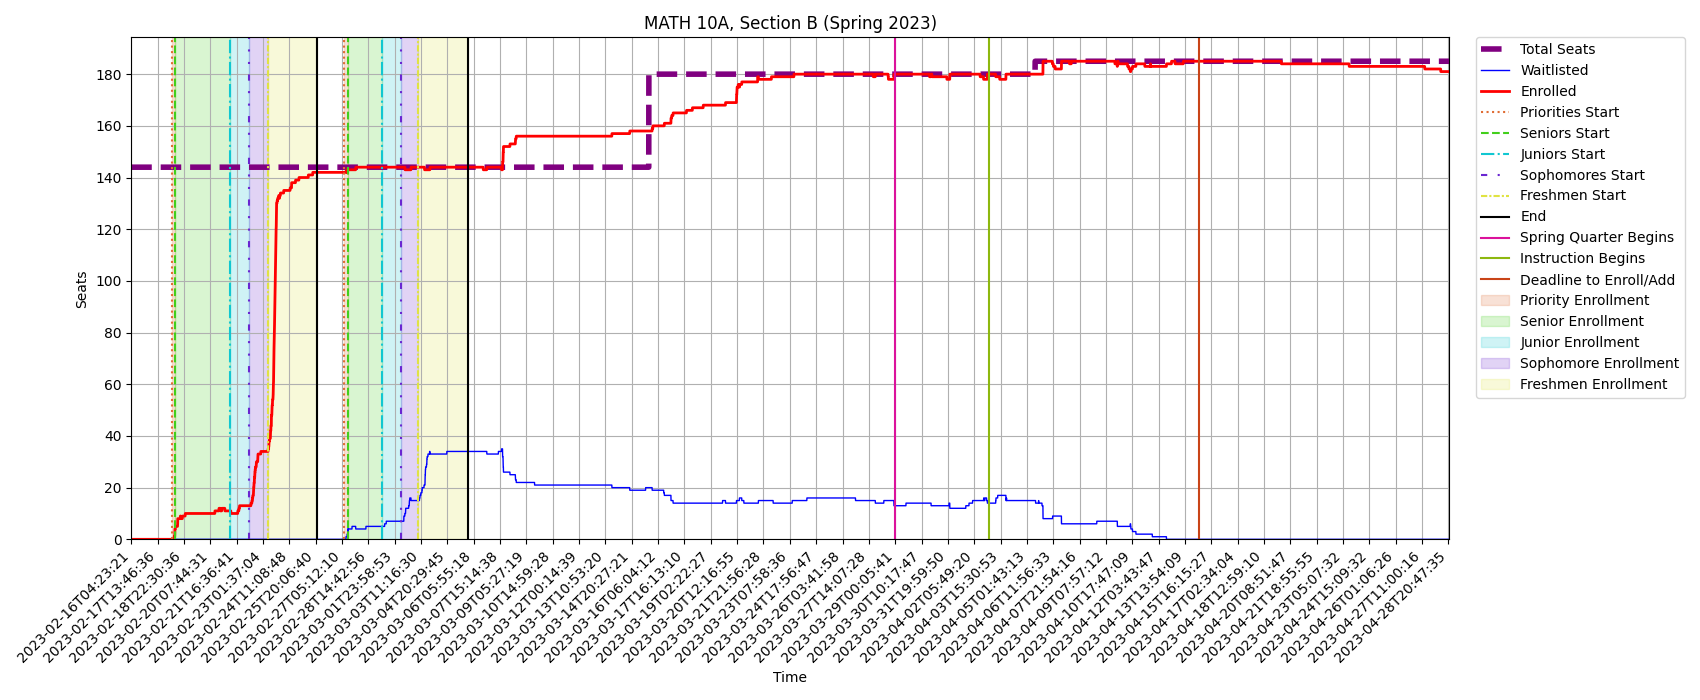 MATH 10A, Section B (Spring 2023)
Seats
180
160
140
120
100
80
60
40
20
0
2023-02-16T04:23:21
2023-02-17T13:46:36
2023-02-18T22:30:36
2023-02-20T07:44:31
2023-02-21T16:36:41
2023-02-23T01:37:04
2023-02-24T11:08:48
2023-02-25T20:06:40
2023-02-27T05:12:10
2023-02-28T14:42:56
2023-03-01T23:58:53
2023-03-03T11:16:30
2023-03-04T20:29:45
2023-03-06T05:55:18
2023-03-07T15:14:38
2023-03-09T05:27:19
2023-03-10T14:59:28
2023-03-12T00:14:39
2023-03-13T10:53:20
2023-03-14T20:27:21
2023-03-16T06:04:12
2023-03-17T16:13:10
2023-03-19T02:22:27
2023-03-20T12:16:55
2023-03-21T21:56:28
2023-03-23T07:58:36
2023-03-24T17:56:47
2023-03-26T03:41:58
2023-03-27T14:07:28
2023-03-29T00:05:41
2023-03-30T10:17:47
2023-03-31T19:59:50
2023-04-02T05:49:20
2023-04-03T15:30:53
2023-04-05T01:43:13
2023-04-06T11:56:33
2023-04-07T21:54:16
2023-04-09T07:57:12
2023-04-10T17:47:09
2023-04-12T03:43:47
2023-04-13T13:54:09
2023-04-15T16:15:27
2023-04-17T02:34:04
2023-04-18T12:59:10
2023-04-20T08:51:47
2023-04-21T18:55:55
2023-04-23T05:07:32
2023-04-24T15:09:32
2023-04-26T01:06:26
2023-04-27T11:00:16
2023-04-28T20:47:35
Time
Total Seats
Waitlisted
Enrolled
Priorities Start
Seniors Start
Juniors Start
Sophomores Start
Freshmen Start
End
Spring Quarter Begins
Instruction Begins
Deadline to Enroll/Add
Priority Enrollment
Senior Enrollment
Junior Enrollment
Sophomore Enrollment
Freshmen Enrollment